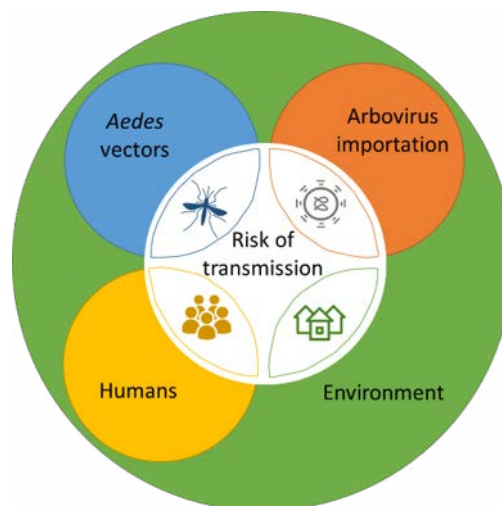 Aedes
vectors
Arbovirus
importation
Risk of
transmission
Humans
Environment